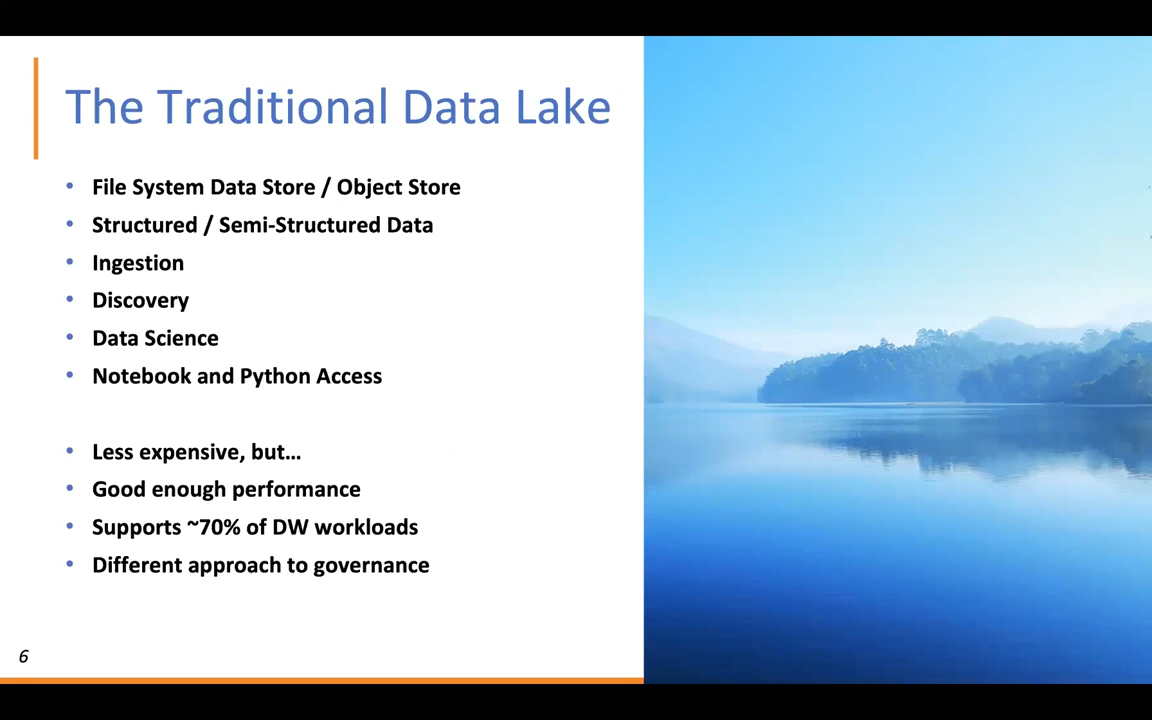 The Traditional Data Lake
• File System Data Store / Object Store
• Structured / Semi-Structured Data
• Ingestion
• Discovery
• Data Science
• Notebook and Python Access
• Less expensive, but…
• Good enough performance
• Supports ~70% of DW workloads
• Different approach to governance
6